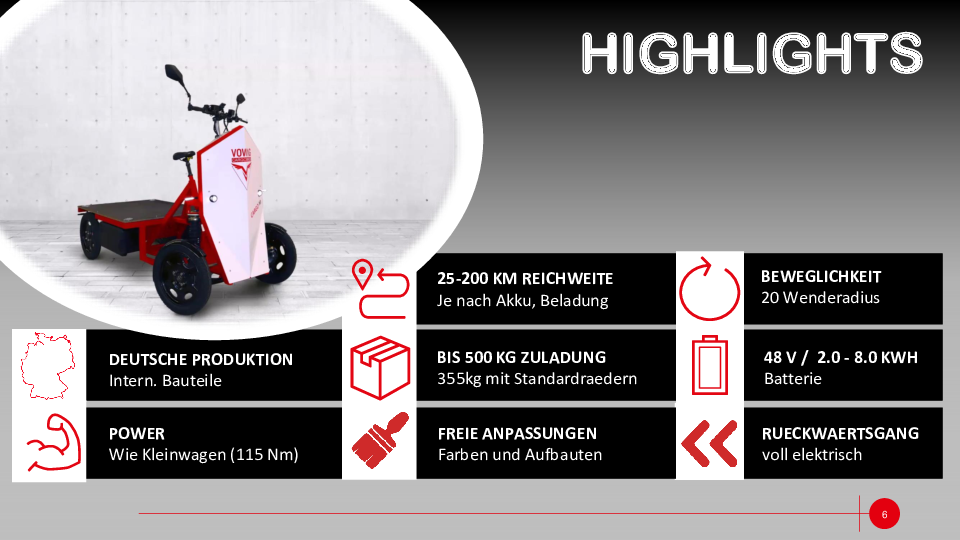 HIGHLIGHTS
25-200 KM REICHWEITE
Je nach Akku, Beladung
BEWEGLICHKEIT
20 Wenderadius
DEUTSCHE PRODUKTION
Intern. Bauteile
BIS 500 KG ZULADUNG
355kg mit Standardraedern
48 V / 2.0 - 8.0 KWH
Batterie
POWER
Wie Kleinwagen (115 Nm)
FREIE ANPASSUNGEN
Farben und Aufbauten
RUECKWAERTSGANG
voll elektrisch
6